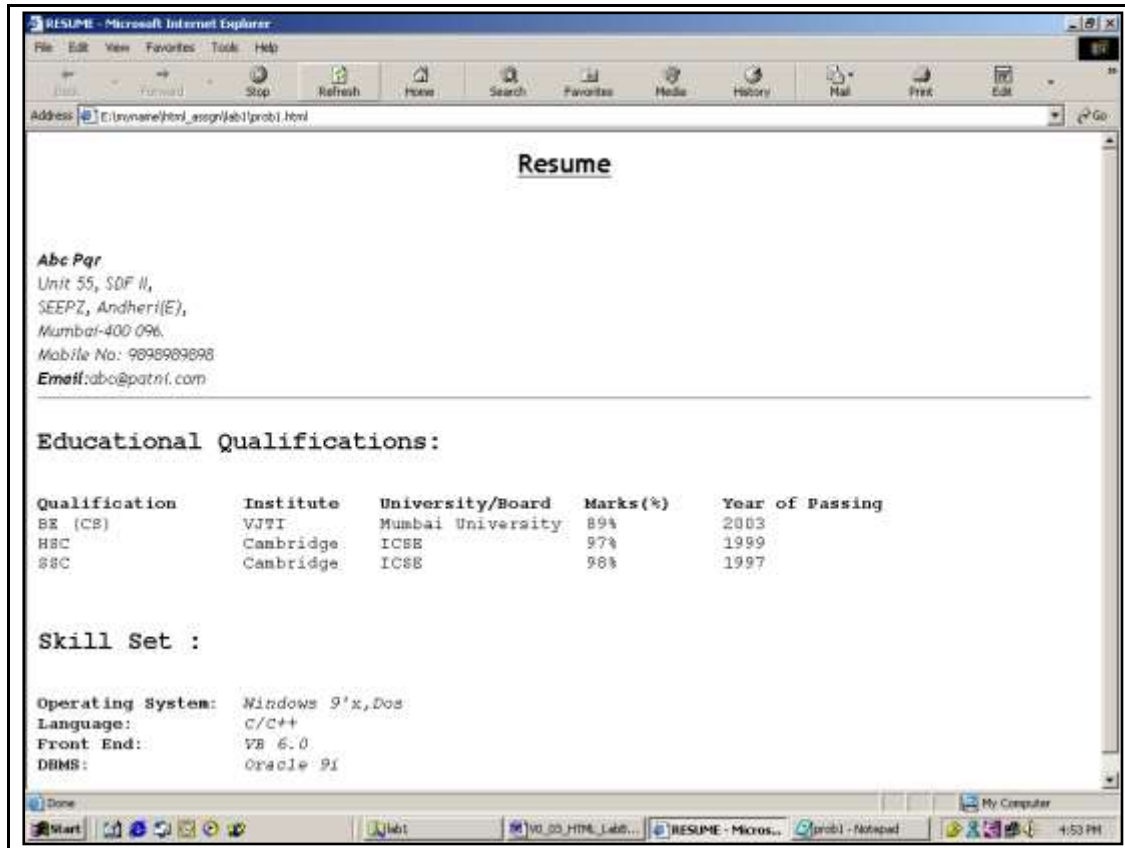 RESUME - Microsoft Internet Explorer
File Edit View Favorites Tools Help
Back Forward Stop Refresh Home Search Favorites Media History Mail Print Edit
Address E:\myname\html_assgn\lab1\prob1.html Go
Resume
Abc Pqr
Unit 55, SDF II,
SEEPZ, Andheri(E),
Mumbai-400 096.
Mobile No: 9898989898
Email:abc@patni.com
Educational Qualifications:
Qualification Institute University/Board Marks(%) Year of Passing
BE (CS) VJTI Mumbai University 89% 2003
HSC Cambridge ICSE 97% 1999
SSC Cambridge ICSE 98% 1997
Skill Set :
Operating System: Windows 9'x,Dos
Language: C/C++
Front End: VB 6.0
DBMS: Oracle 9i
Done My Computer
Start lab1 V0_03_HTML_LabB... RESUME - Micros... prob1 - Notepad 4:53 PM